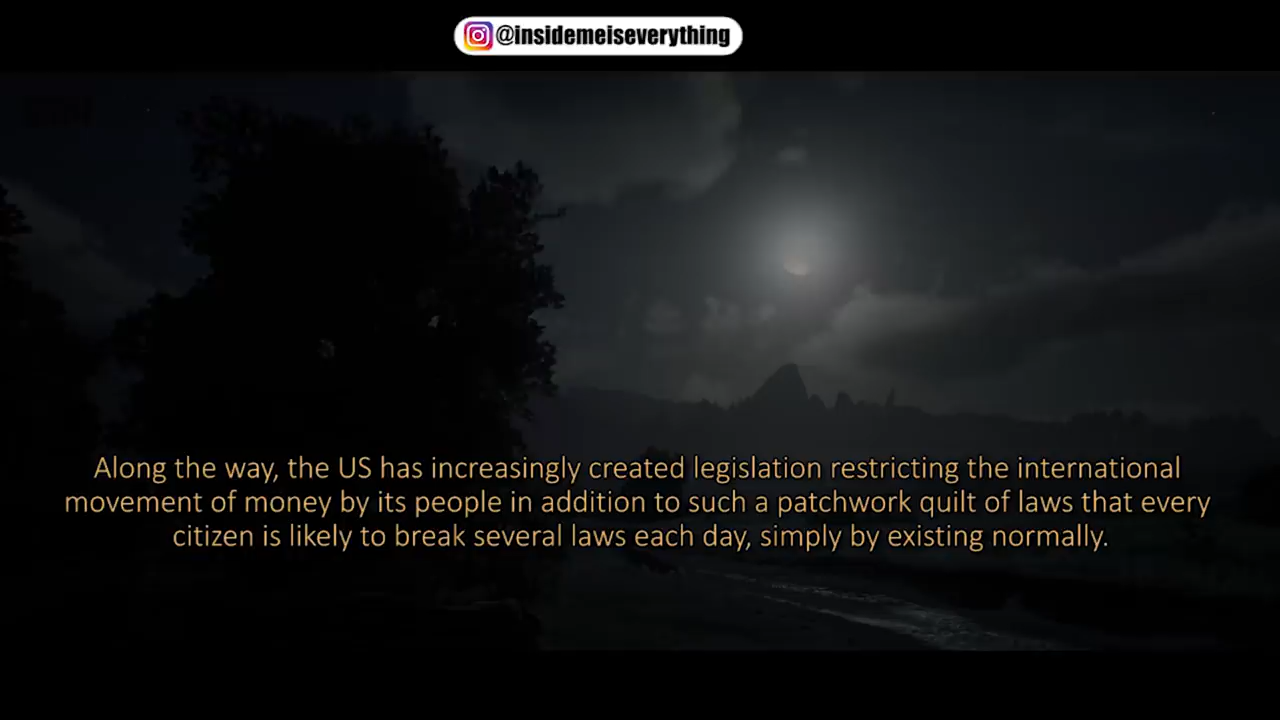 @insidemeiseverything
Along the way, the US has increasingly created legislation restricting the international
movement of money by its people in addition to such a patchwork quilt of laws that every
citizen is likely to break several laws each day, simply by existing normally.